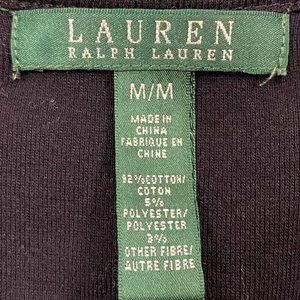 LAUREN
RALPH LAUREN
M/M
MADE IN
CHINA
FABRIQUE EN
CHINE
92%COTTON/
COTON
5%
POLYESTER/
POLYESTER
3%
OTHER FIBRE/
AUTRE FIBRE